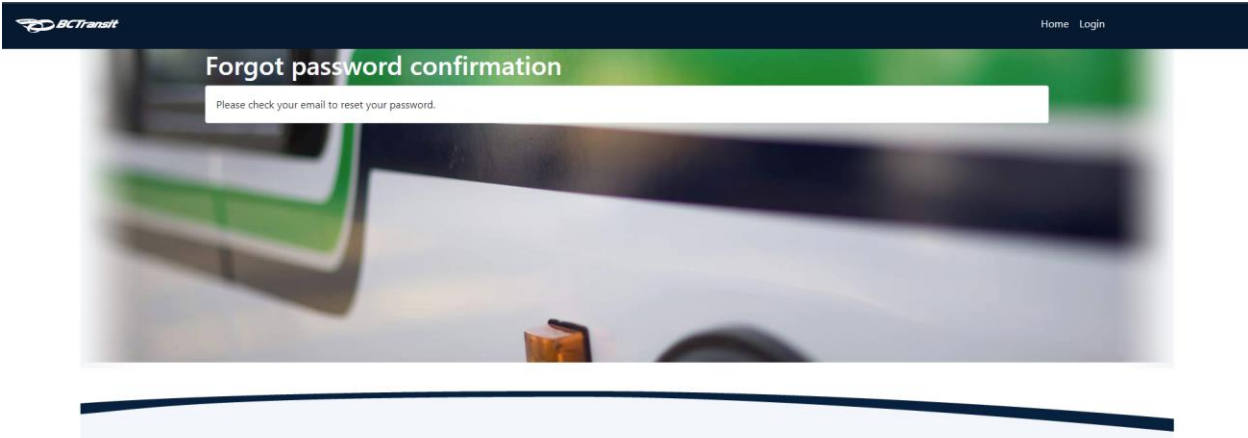 BCTransit
Home Login
Forgot password confirmation
Please check your email to reset your password.